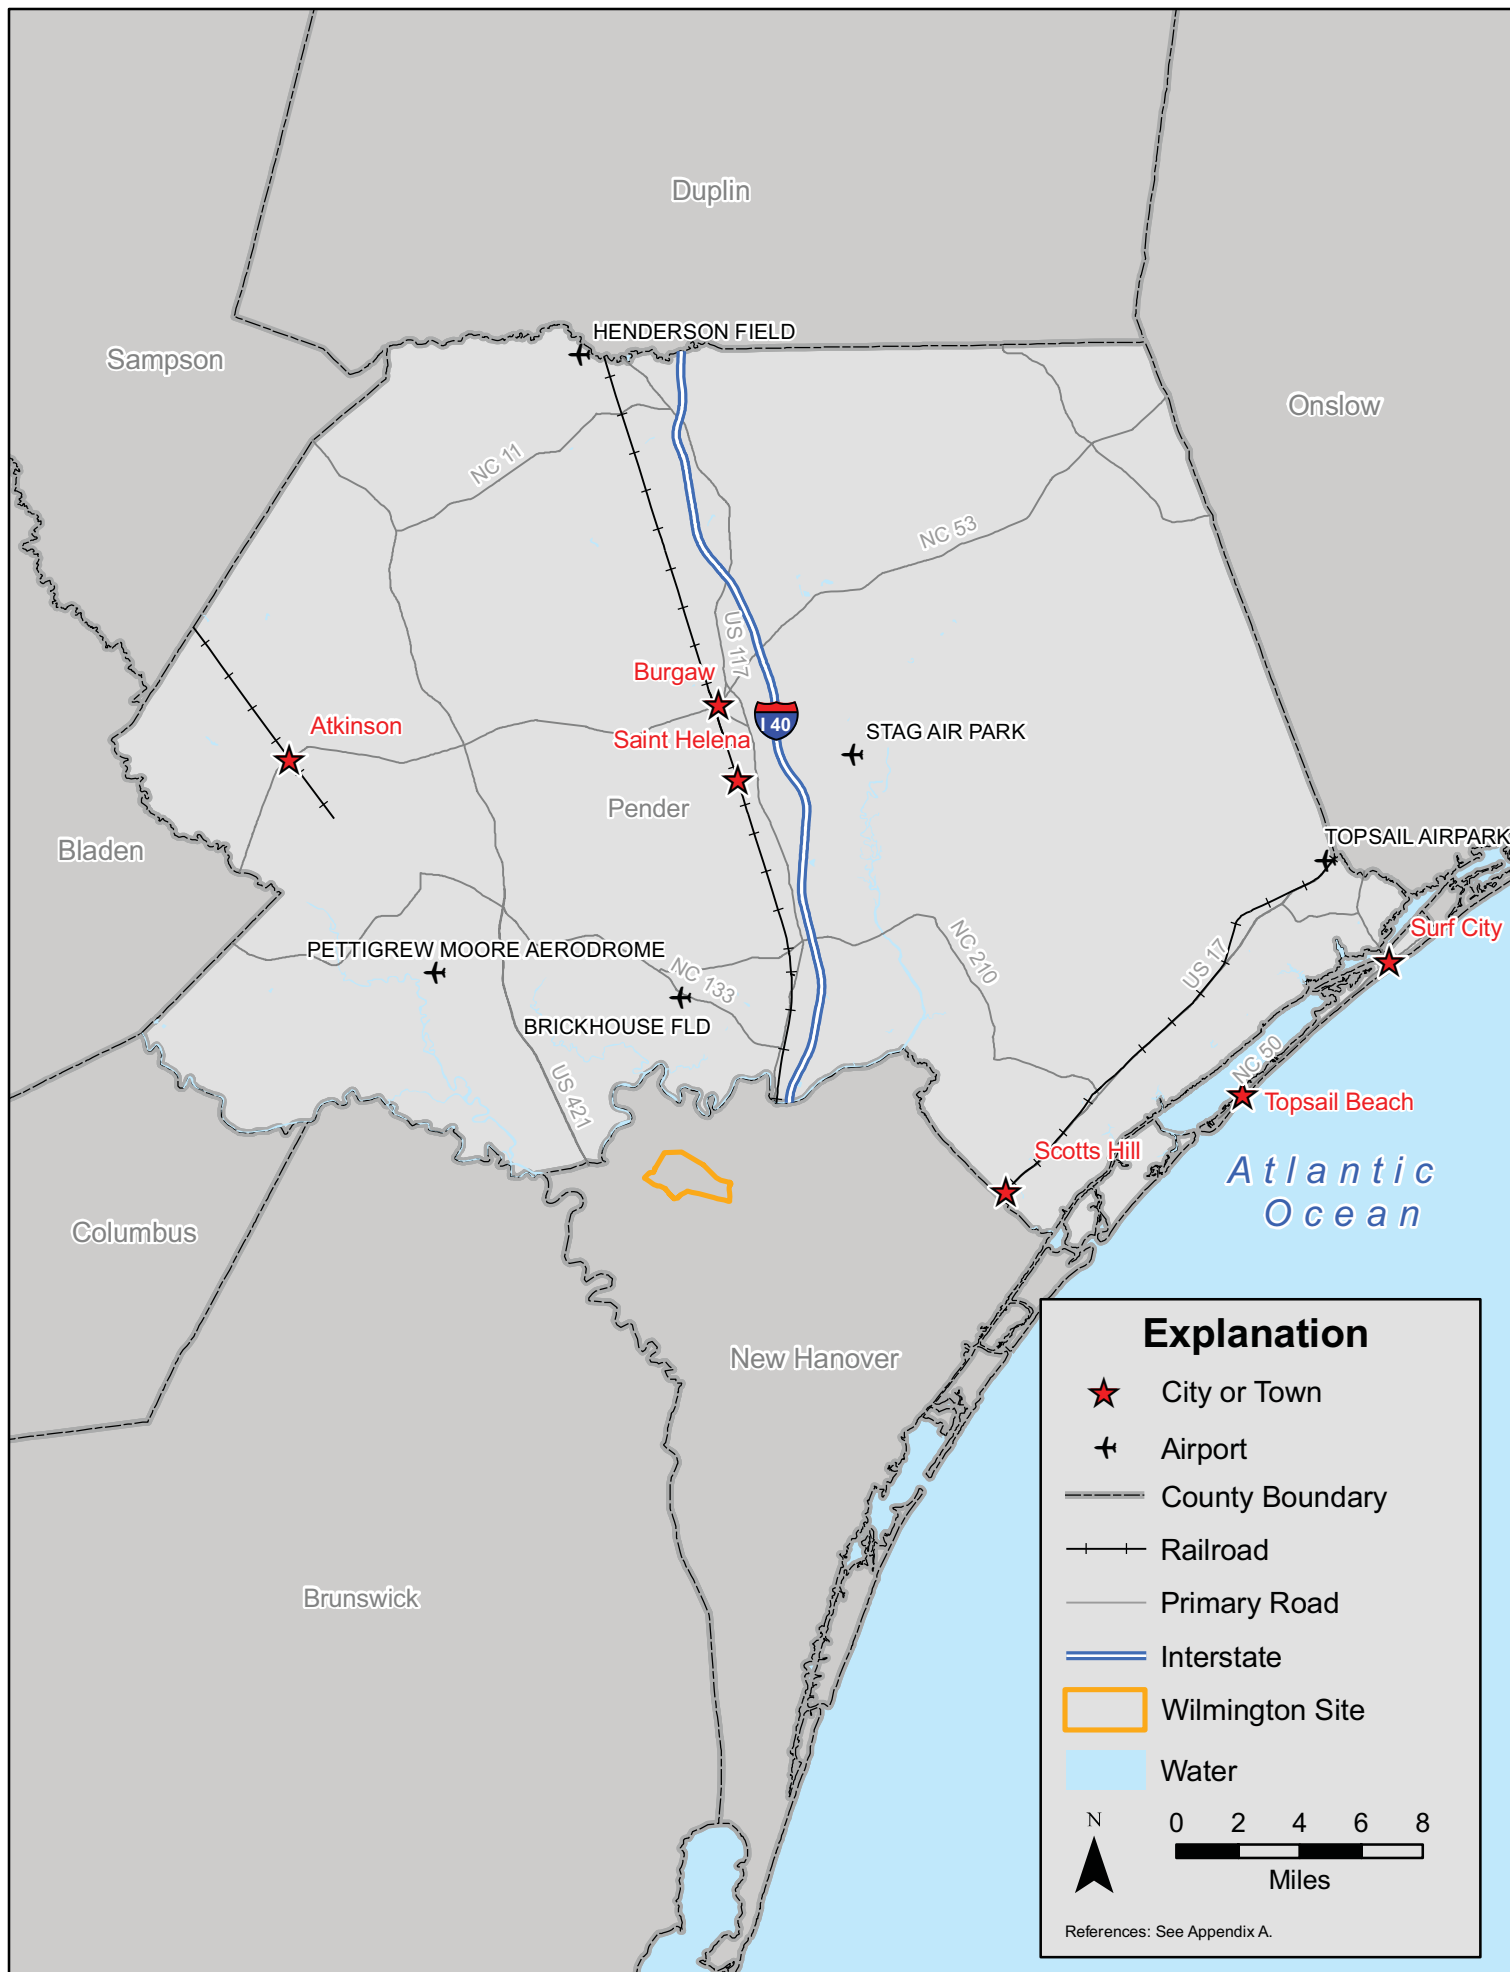 Duplin
HENDERSON FIELD
Sampson
Onslow
NC 11
NC 53
US 117
Burgaw
Atkinson
I 40
STAG AIR PARK
Saint Helena
Pender
TOPSAIL AIRPARK
Bladen
Surf City
PETTIGREW MOORE AERODROME
NC 210
US 17
NC 133
BRICKHOUSE FLD
NC 50
US 421
Topsail Beach
Scotts Hill
Atlantic
Ocean
Columbus
New Hanover
Brunswick
Explanation
City or Town
Airport
County Boundary
Railroad
Primary Road
Interstate
Wilmington Site
Water
N
0 2 4 6 8
Miles
References: See Appendix A.